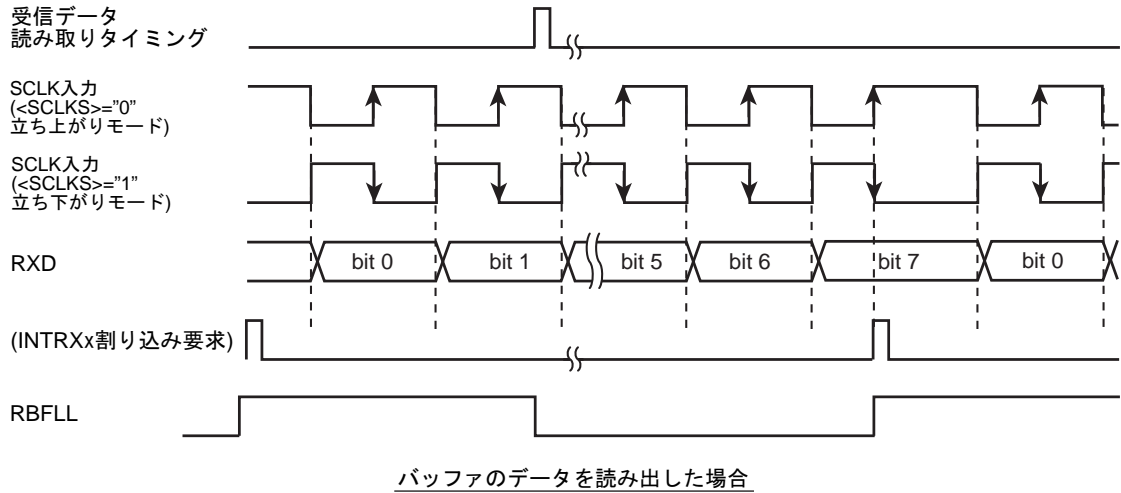 受信データ
読み取りタイミング
SCLK入力
(<SCLKS>="0"
立ち上がりモード)
SCLK入力
(<SCLKS>="1"
立ち下がりモード)
RXD
bit 0
bit 1
bit 5
bit 6
bit 7
bit 0
(INTRXx割り込み要求)
RBFLL
バッファのデータを読み出した場合